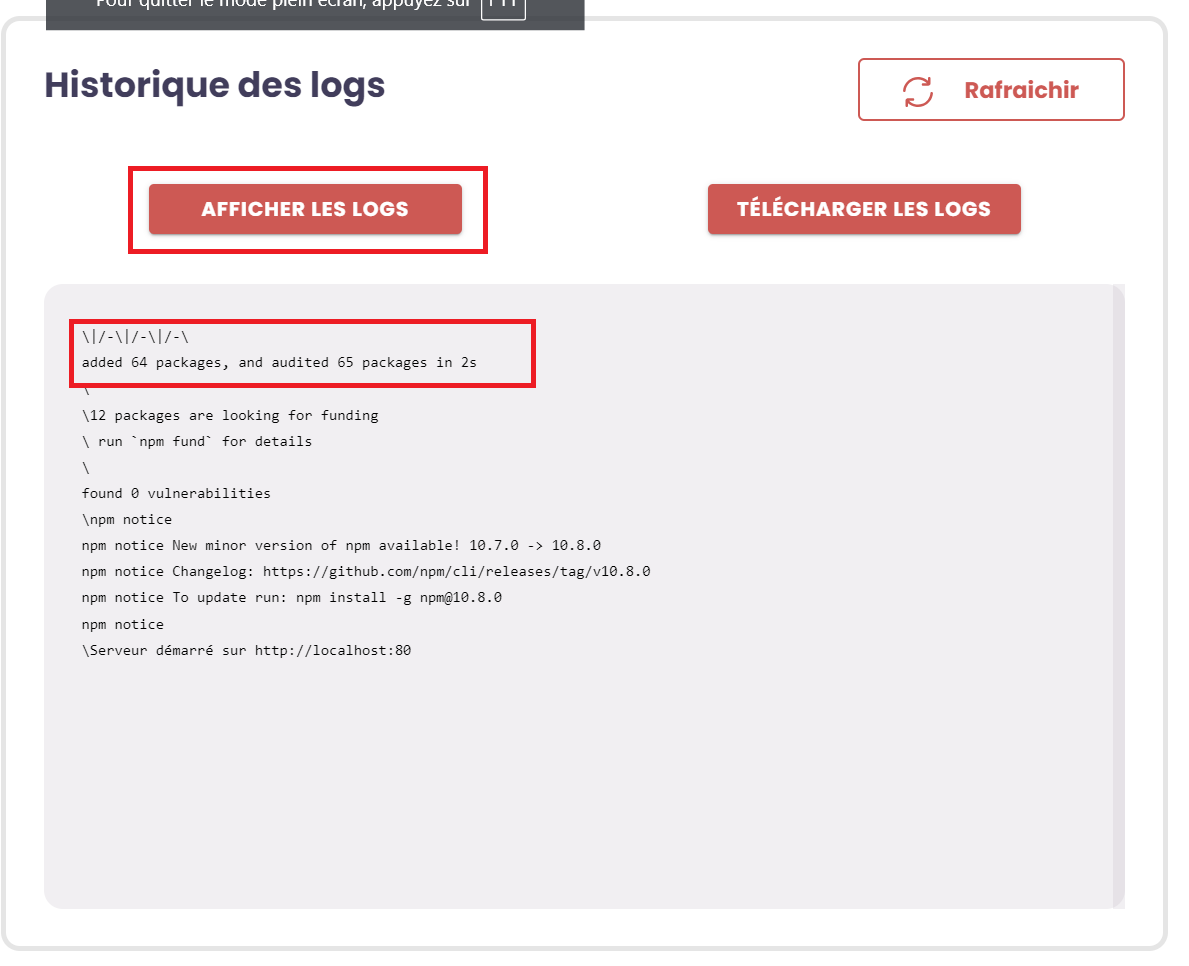 Pour quitter le mode plein écran, appuyez sur F11
Historique des logs
Rafraichir
AFFICHER LES LOGS
TÉLÉCHARGER LES LOGS
\|/-\|/-\|/-\
added 64 packages, and audited 65 packages in 2s
\
\12 packages are looking for funding
\ run `npm fund` for details
\
found 0 vulnerabilities
\npm notice
npm notice New minor version of npm available! 10.7.0 -> 10.8.0
npm notice Changelog: https://github.com/npm/cli/releases/tag/v10.8.0
npm notice To update run: npm install -g npm@10.8.0
npm notice
\Serveur démarré sur http://localhost:80